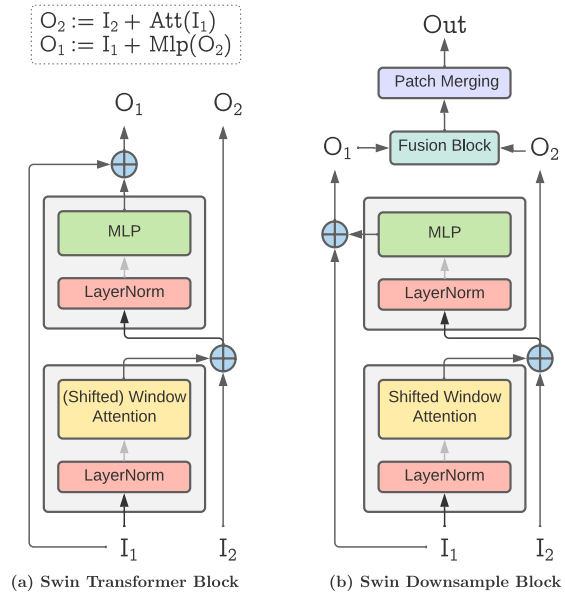 O₂ := I₂ + Att(I₁)
O₁ := I₁ + Mlp(O₂)
O₁
O₂
MLP
LayerNorm
(Shifted) Window
Attention
LayerNorm
I₁
I₂
(a) Swin Transformer Block
Out
Patch Merging
O₁
Fusion Block
O₂
MLP
LayerNorm
Shifted Window
Attention
LayerNorm
I₁
I₂
(b) Swin Downsample Block